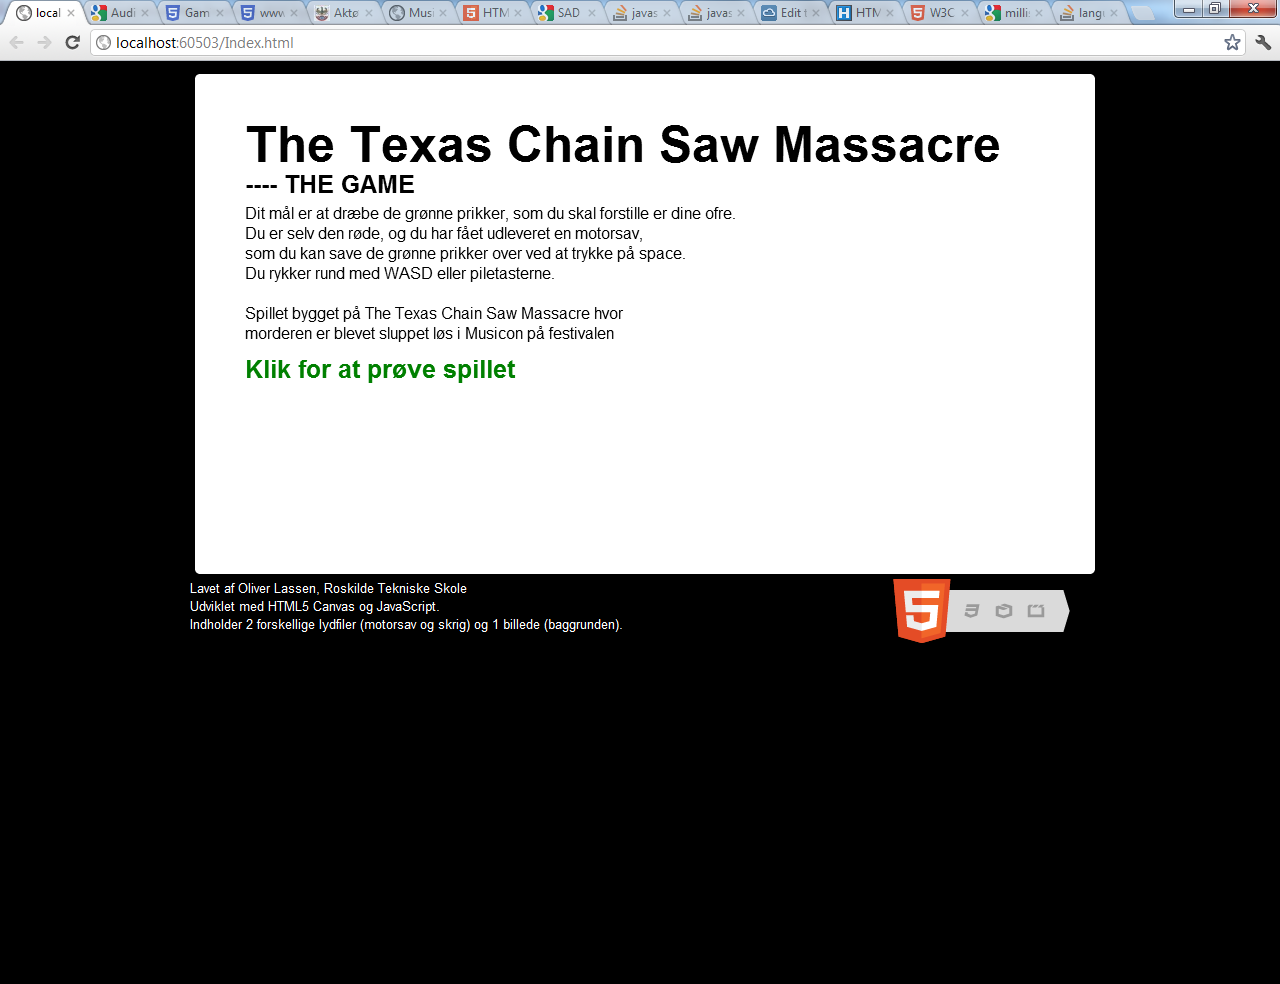 local
Audi
Gam
www
Aktø
Musi
HTM
SAD
javas
javas
Edit t
HTM
W3C
milli
langu
localhost:60503/Index.html
The Texas Chain Saw Massacre
---- THE GAME
Dit mål er at dræbe de grønne prikker, som du skal forstille er dine ofre.
Du er selv den røde, og du har fået udleveret en motorsav,
som du kan save de grønne prikker over ved at trykke på space.
Du rykker rund med WASD eller piletasterne.
Spillet bygget på The Texas Chain Saw Massacre hvor
morderen er blevet sluppet løs i Musicon på festivalen
Klik for at prøve spillet
Lavet af Oliver Lassen, Roskilde Tekniske Skole
Udviklet med HTML5 Canvas og JavaScript.
Indholder 2 forskellige lydfiler (motorsav og skrig) og 1 billede (baggrunden).
5